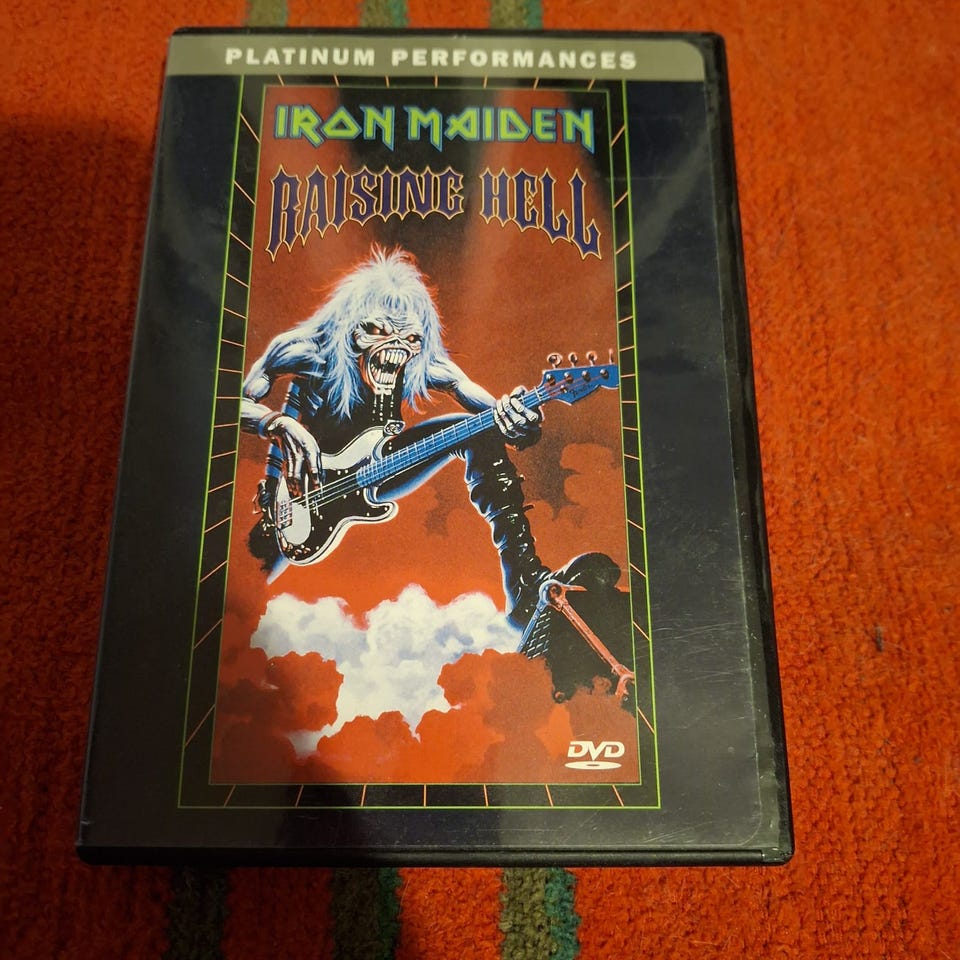 PLATINUM PERFORMANCES
IRON MAIDEN
RAISING HELL
DVD